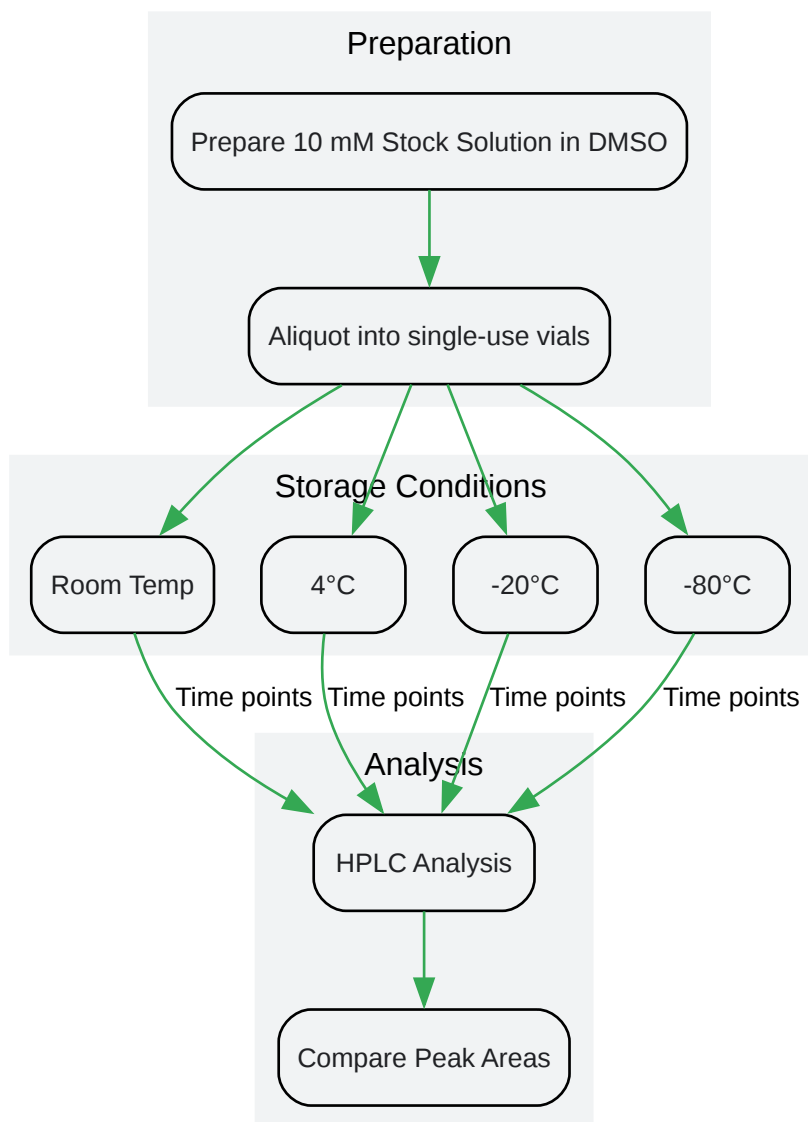 Preparation
Prepare 10 mM Stock Solution in DMSO
Aliquot into single-use vials
Storage Conditions
Room Temp
4°C
-20°C
-80°C
Time points
Time points
Time points
Time points
Analysis
HPLC Analysis
Compare Peak Areas